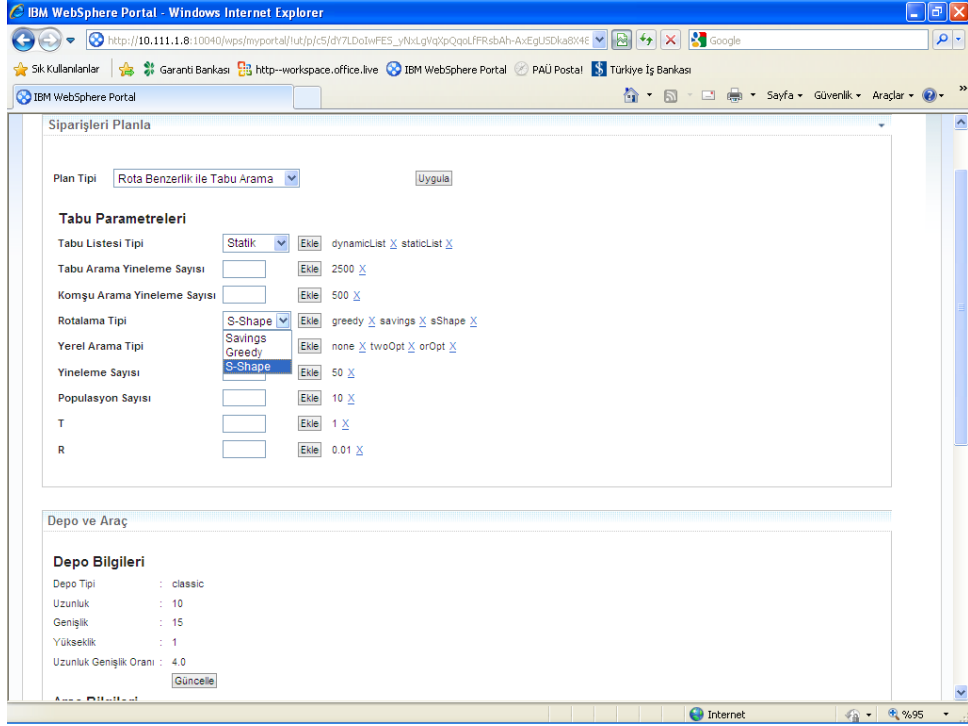 IBM WebSphere Portal - Windows Internet Explorer
http://10.111.1.8:10040/wps/myportal/!ut/p/c5/
Google
Sık Kullanılanlar Garanti Bankası http--workspace.office.live IBM WebSphere Portal PAÜ Posta! Türkiye İş Bankası
IBM WebSphere Portal Sayfa Güvenlik Araçlar »
Siparişleri Planla
Plan Tipi Rota Benzerlik ile Tabu Arama Uygula
Tabu Parametreleri
Tabu Listesi Tipi Statik Ekle dynamicList X staticList X
Tabu Arama Yineleme Sayısı Ekle 2500 X
Komşu Arama Yineleme Sayısı Ekle 500 X
Rotalama Tipi S-Shape Ekle greedy X savings X sShape X
Savings
Yerel Arama Tipi Ekle none X twoOpt X orOpt X
Greedy
S-Shape
Yineleme Sayısı Ekle 50 X
Populasyon Sayısı Ekle 10 X
T Ekle 1 X
R Ekle 0.01 X
Depo ve Araç
Depo Bilgileri
Depo Tipi : classic
Uzunluk : 10
Genişlik : 15
Yükseklik : 1
Uzunluk Genişlik Oranı : 4.0
Güncelle
Araç Bilgileri
Internet %95